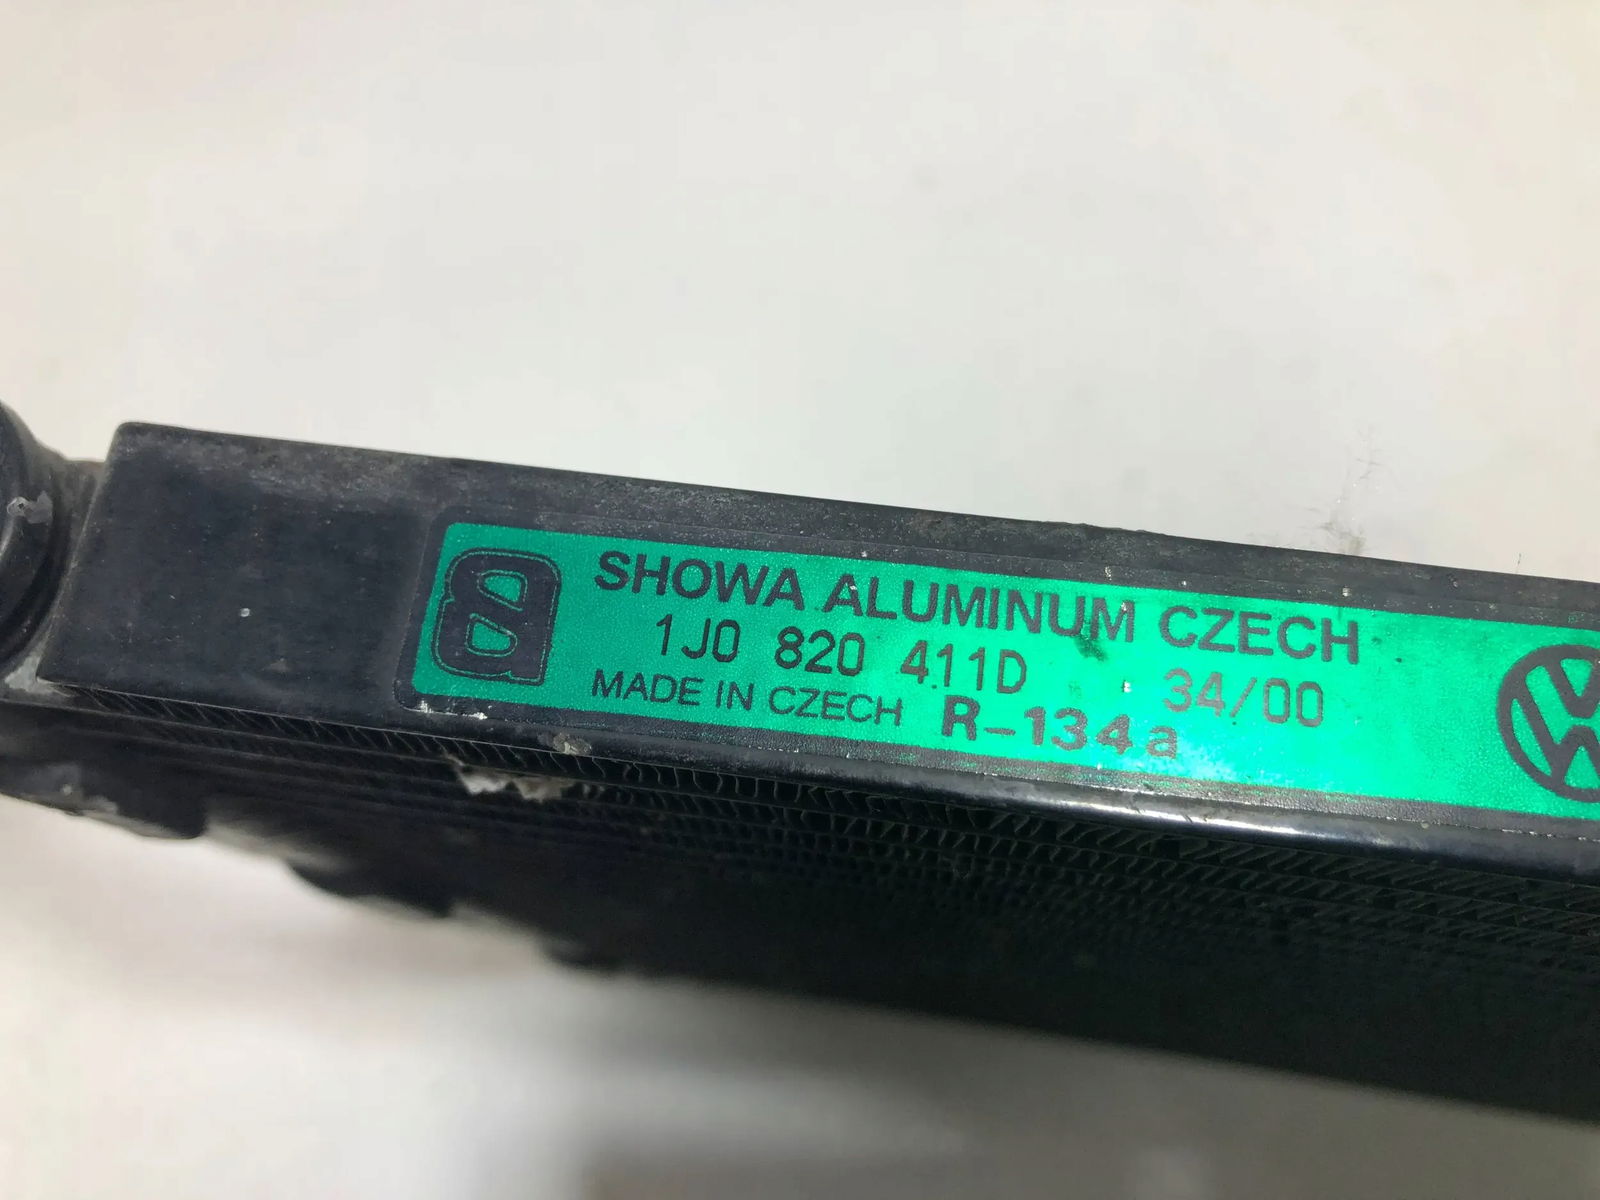 SHOWA ALUMINUM CZECH
1J0 820 411D 34/00
MADE IN CZECH R-134a